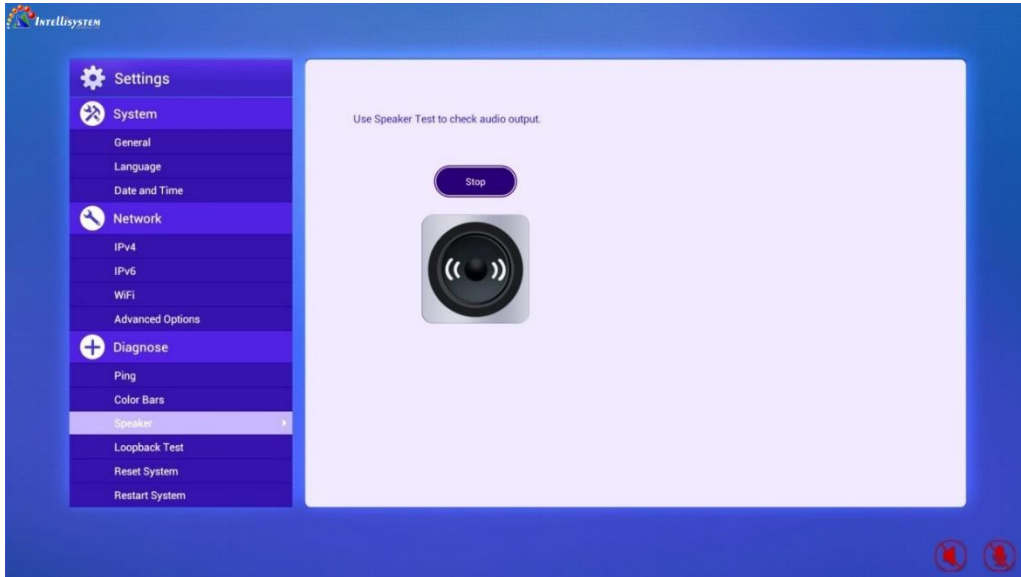 INTELLISYSTEM
Settings
System
General
Language
Date and Time
Network
IPv4
IPv6
WiFi
Advanced Options
Diagnose
Ping
Color Bars
Speaker
Loopback Test
Reset System
Restart System
Use Speaker Test to check audio output.
Stop